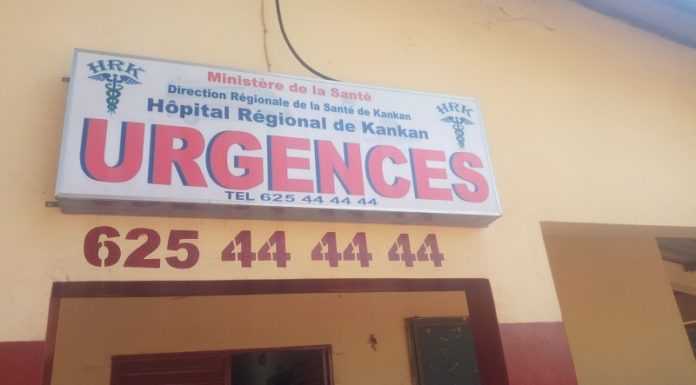 HRK
Ministère de la Santé
Direction Régionale de la Santé de Kankan
Hôpital Régional de Kankan
HRK
URGENCES
TEL 625 44 44 44
625 44 44 44